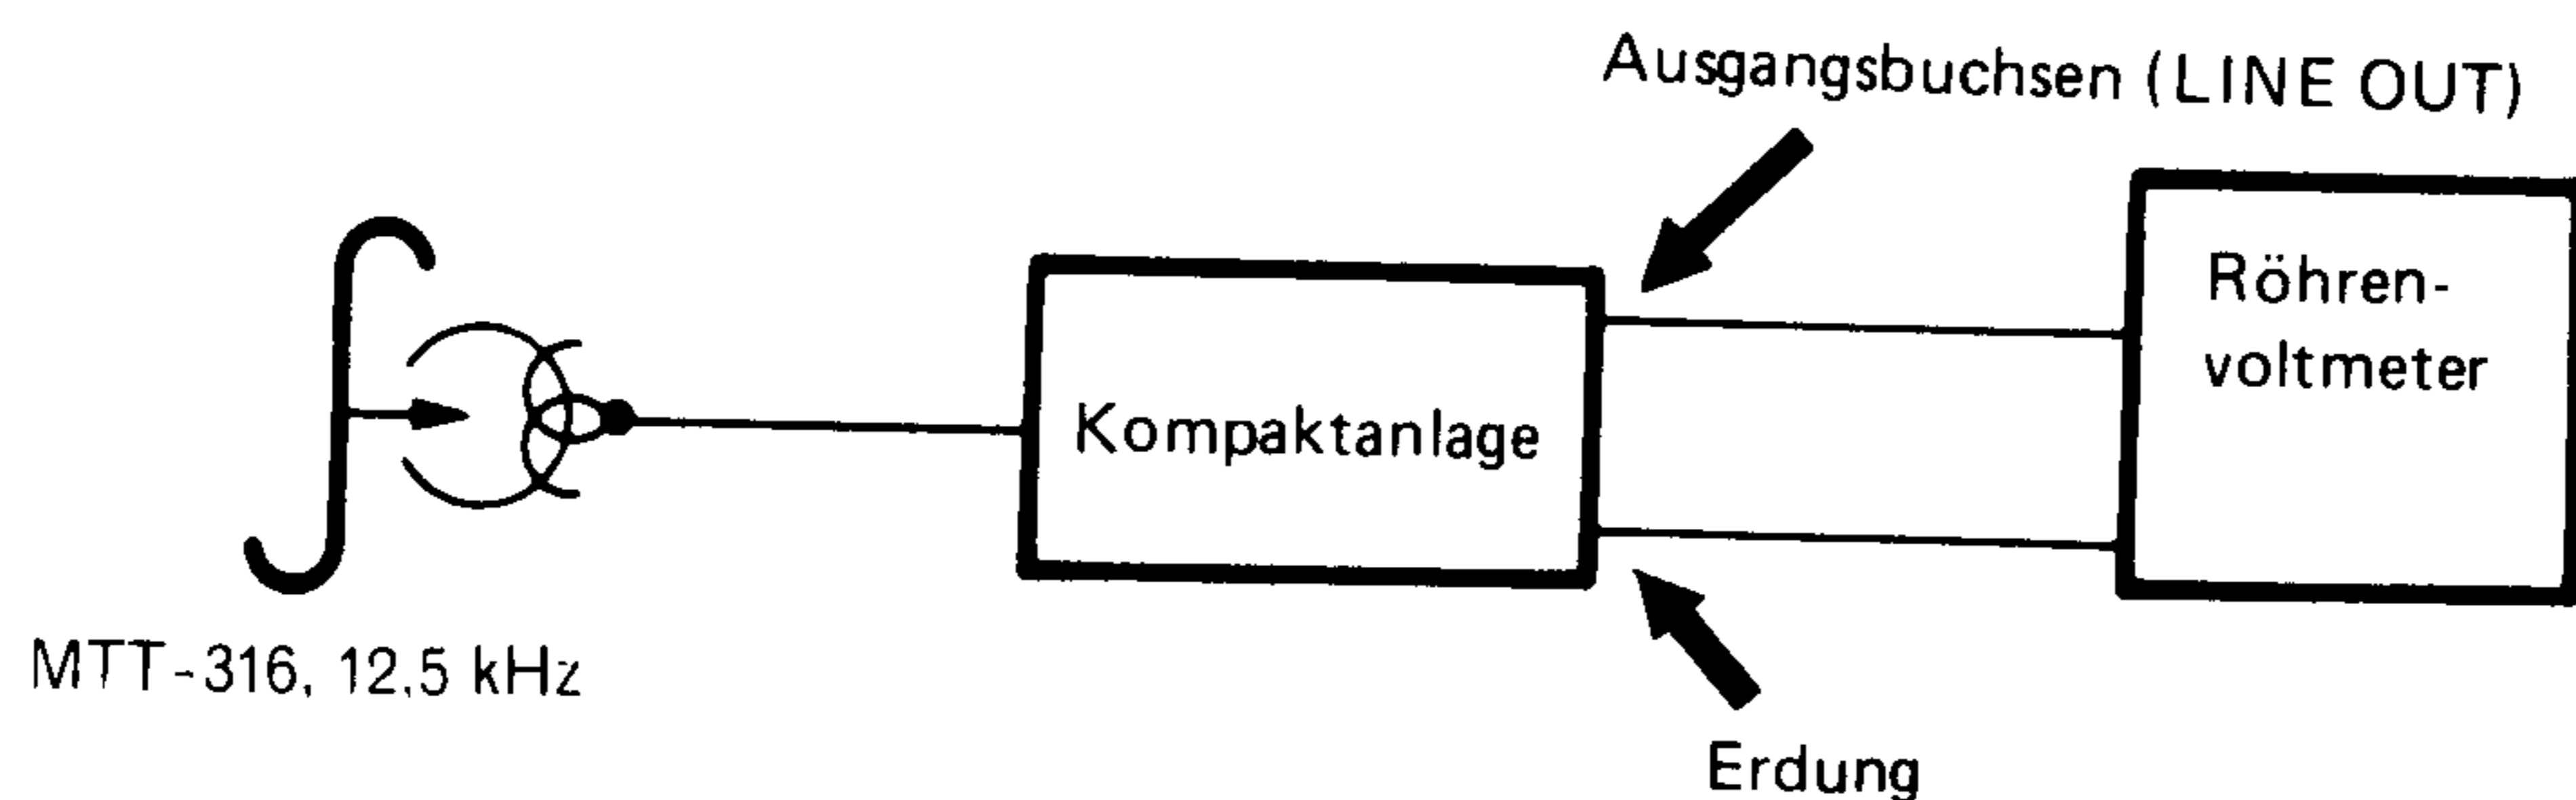 Ausgangsbuchsen (LINE OUT)
Röhren-
voltmeter
Kompaktanlage
MTT-316, 12,5 kHz
Erdung